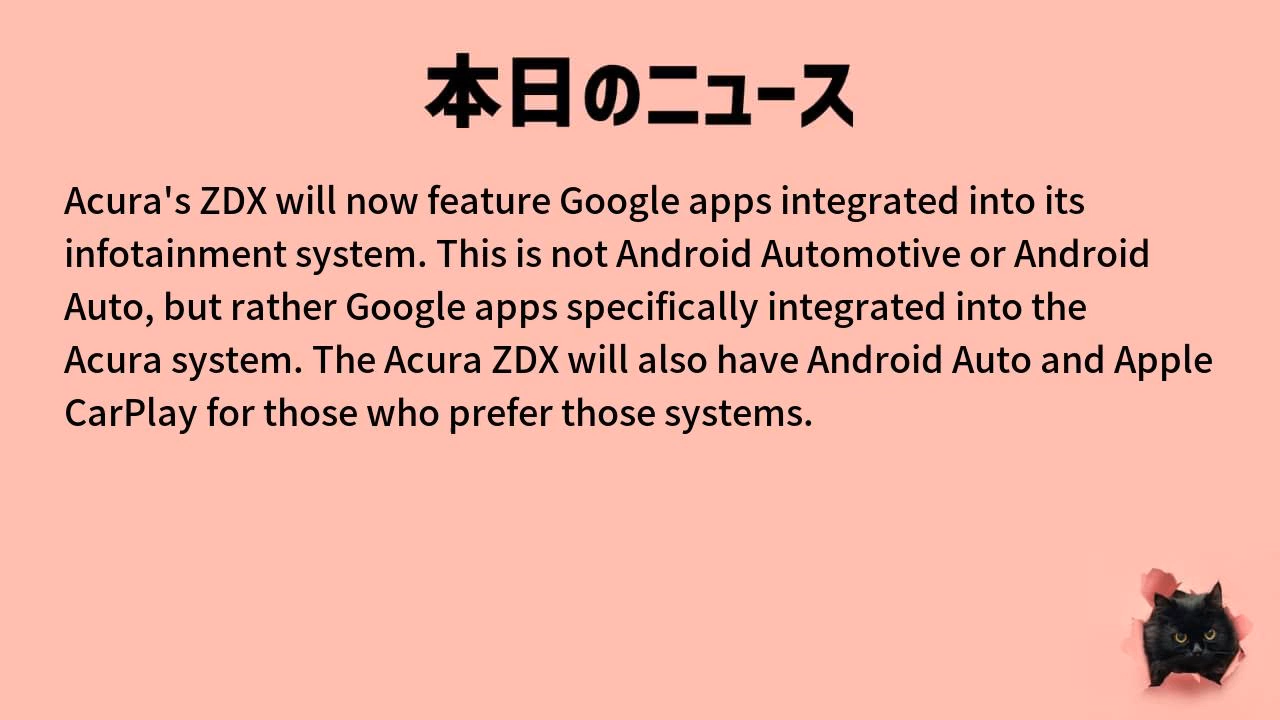 本日のニュース
Acura's ZDX will now feature Google apps integrated into its
infotainment system. This is not Android Automotive or Android
Auto, but rather Google apps specifically integrated into the
Acura system. The Acura ZDX will also have Android Auto and Apple
CarPlay for those who prefer those systems.